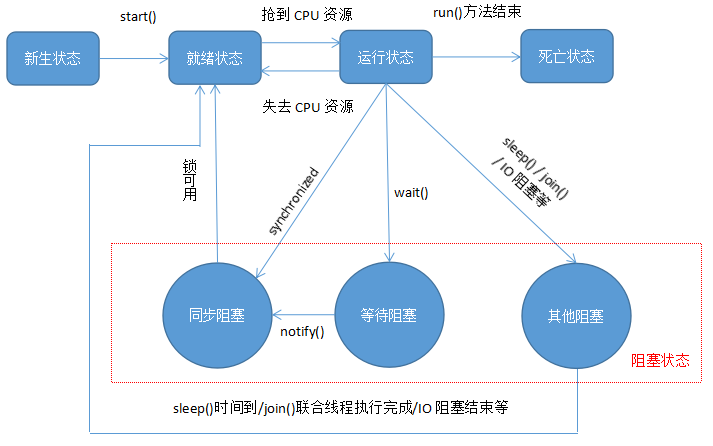 start()
抢到 CPU 资源
run()方法结束
新生状态
就绪状态
运行状态
死亡状态
失去 CPU 资源
锁可用
synchronized
wait()
sleep() / join()
/ IO 阻塞等
同步阻塞
等待阻塞
其他阻塞
notify()
阻塞状态
sleep()时间到/join()联合线程执行完成/IO 阻塞结束等